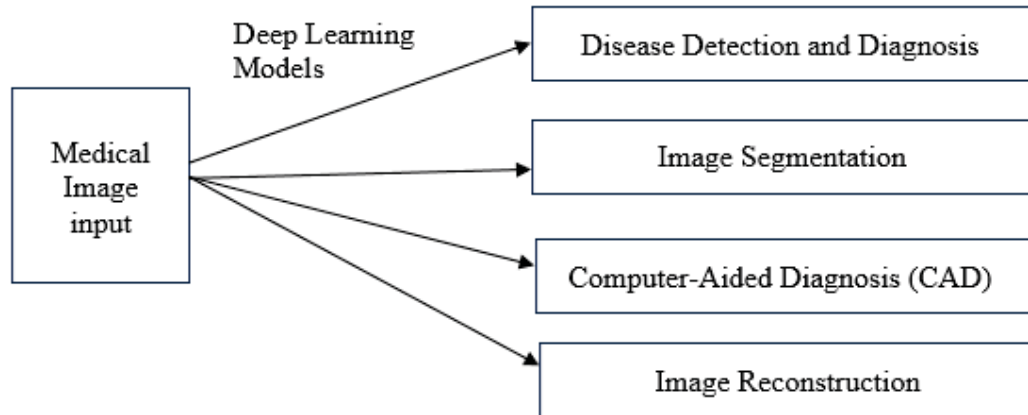 Deep Learning
Models
Disease Detection and Diagnosis
Medical
Image
input
Image Segmentation
Computer-Aided Diagnosis (CAD)
Image Reconstruction